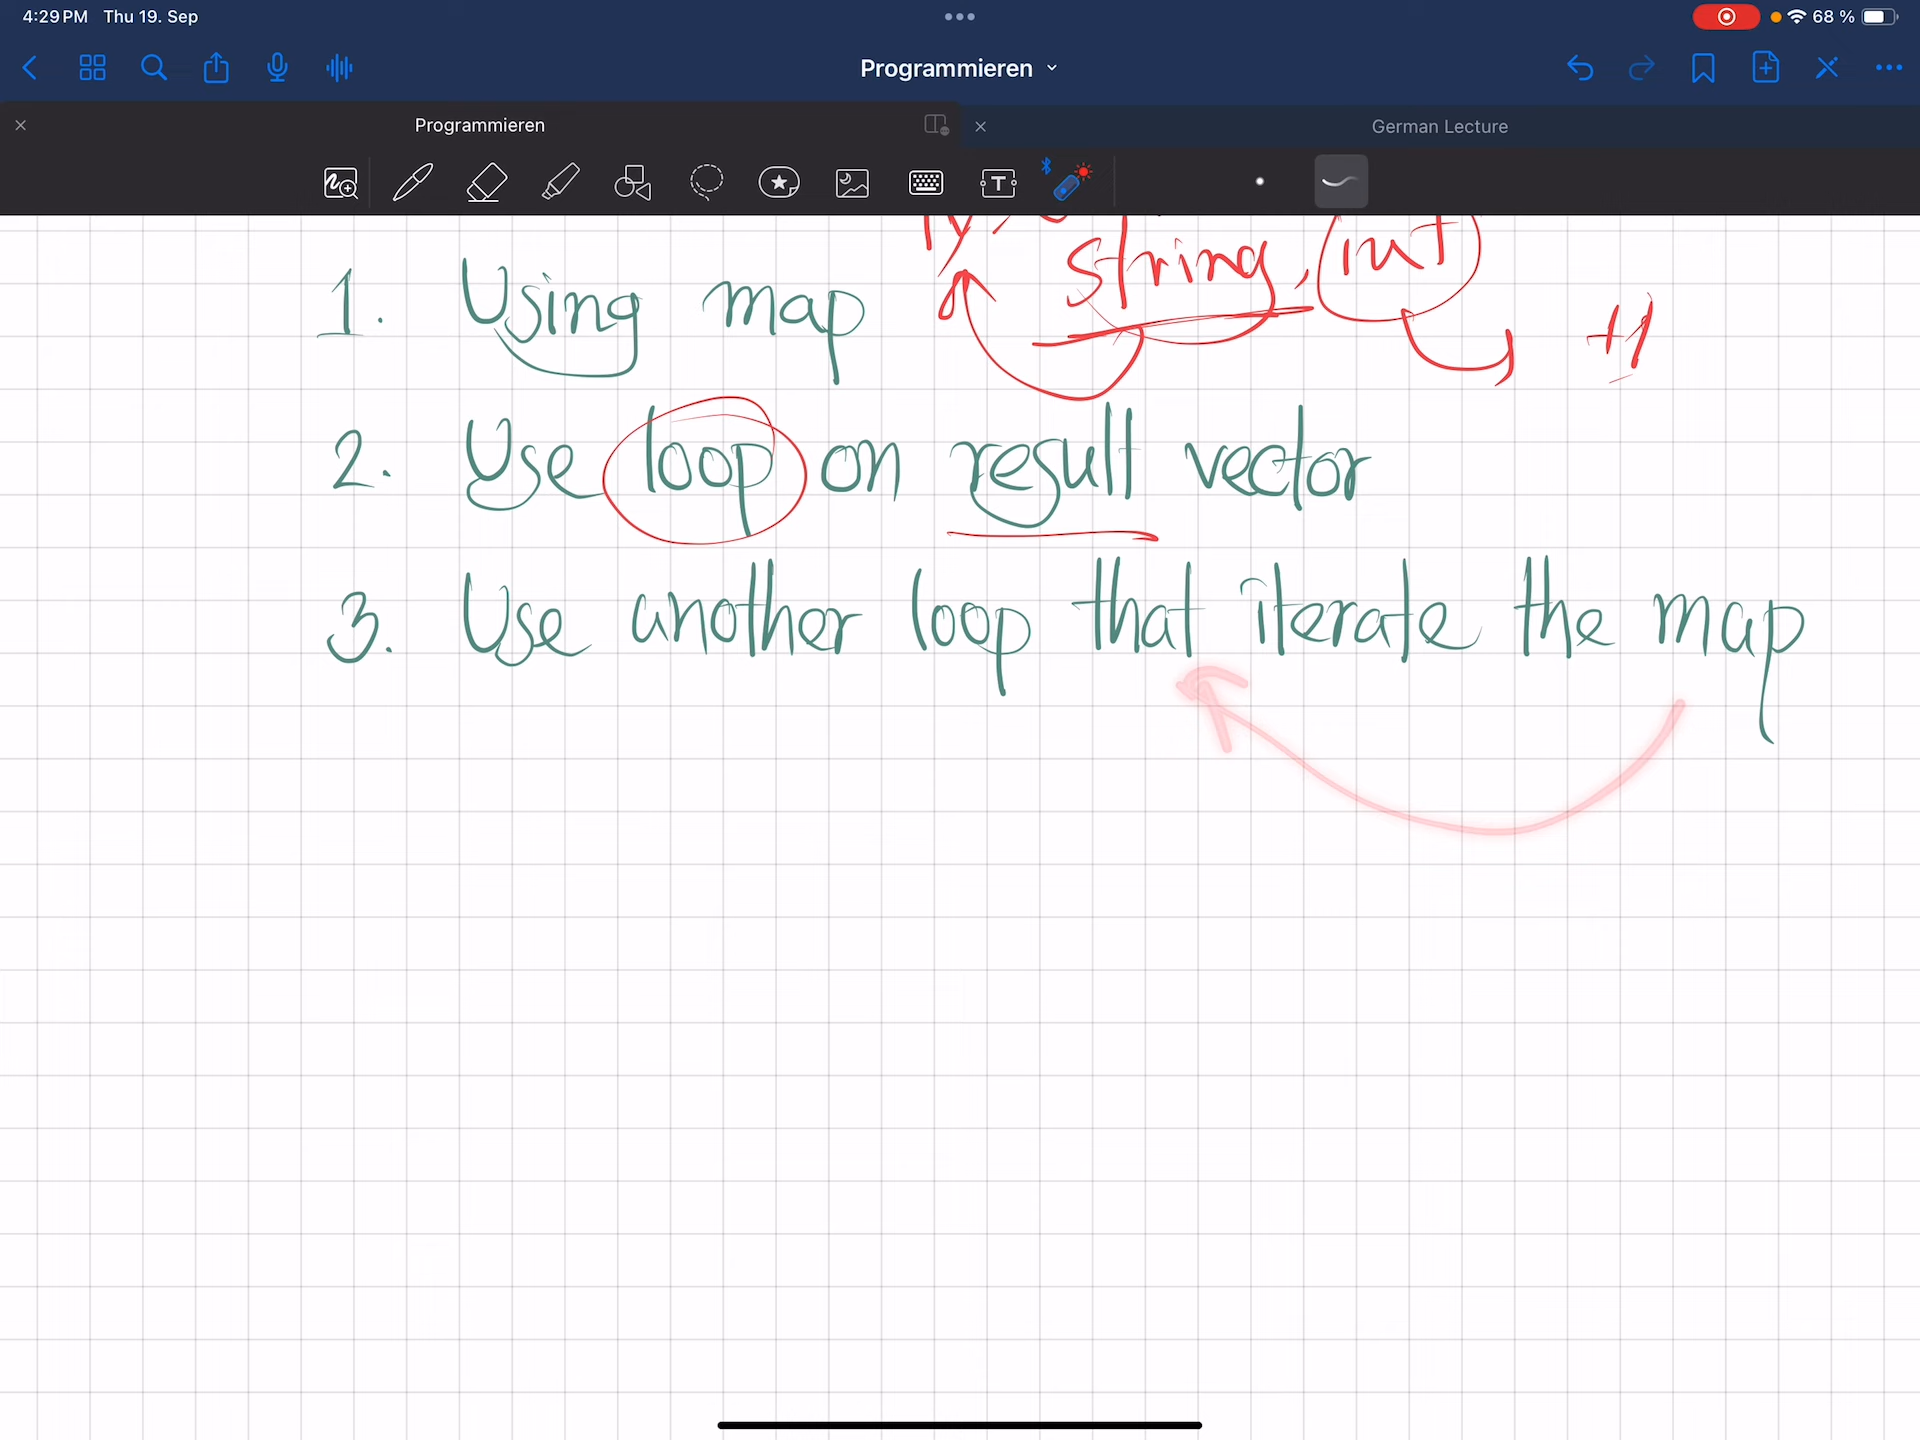 4:29 PM Thu 19. Sep
68 %
Programmieren
Programmieren
German Lecture
T
string, int
1. Using map
+1
2. Use loop on result vector
3. Use another loop that iterate the map